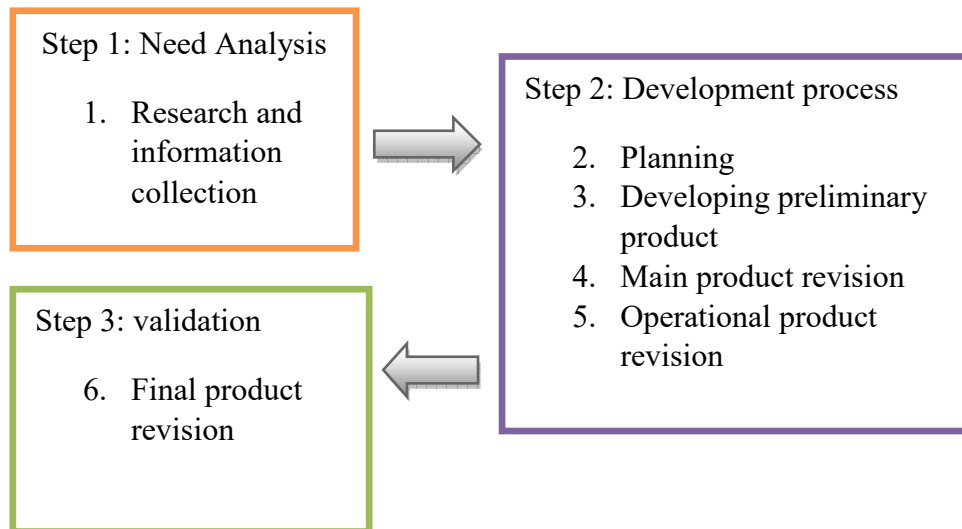 Step 1: Need Analysis
1. Research and
information
collection
Step 2: Development process
2. Planning
3. Developing preliminary
product
4. Main product revision
5. Operational product
revision
Step 3: validation
6. Final product
revision